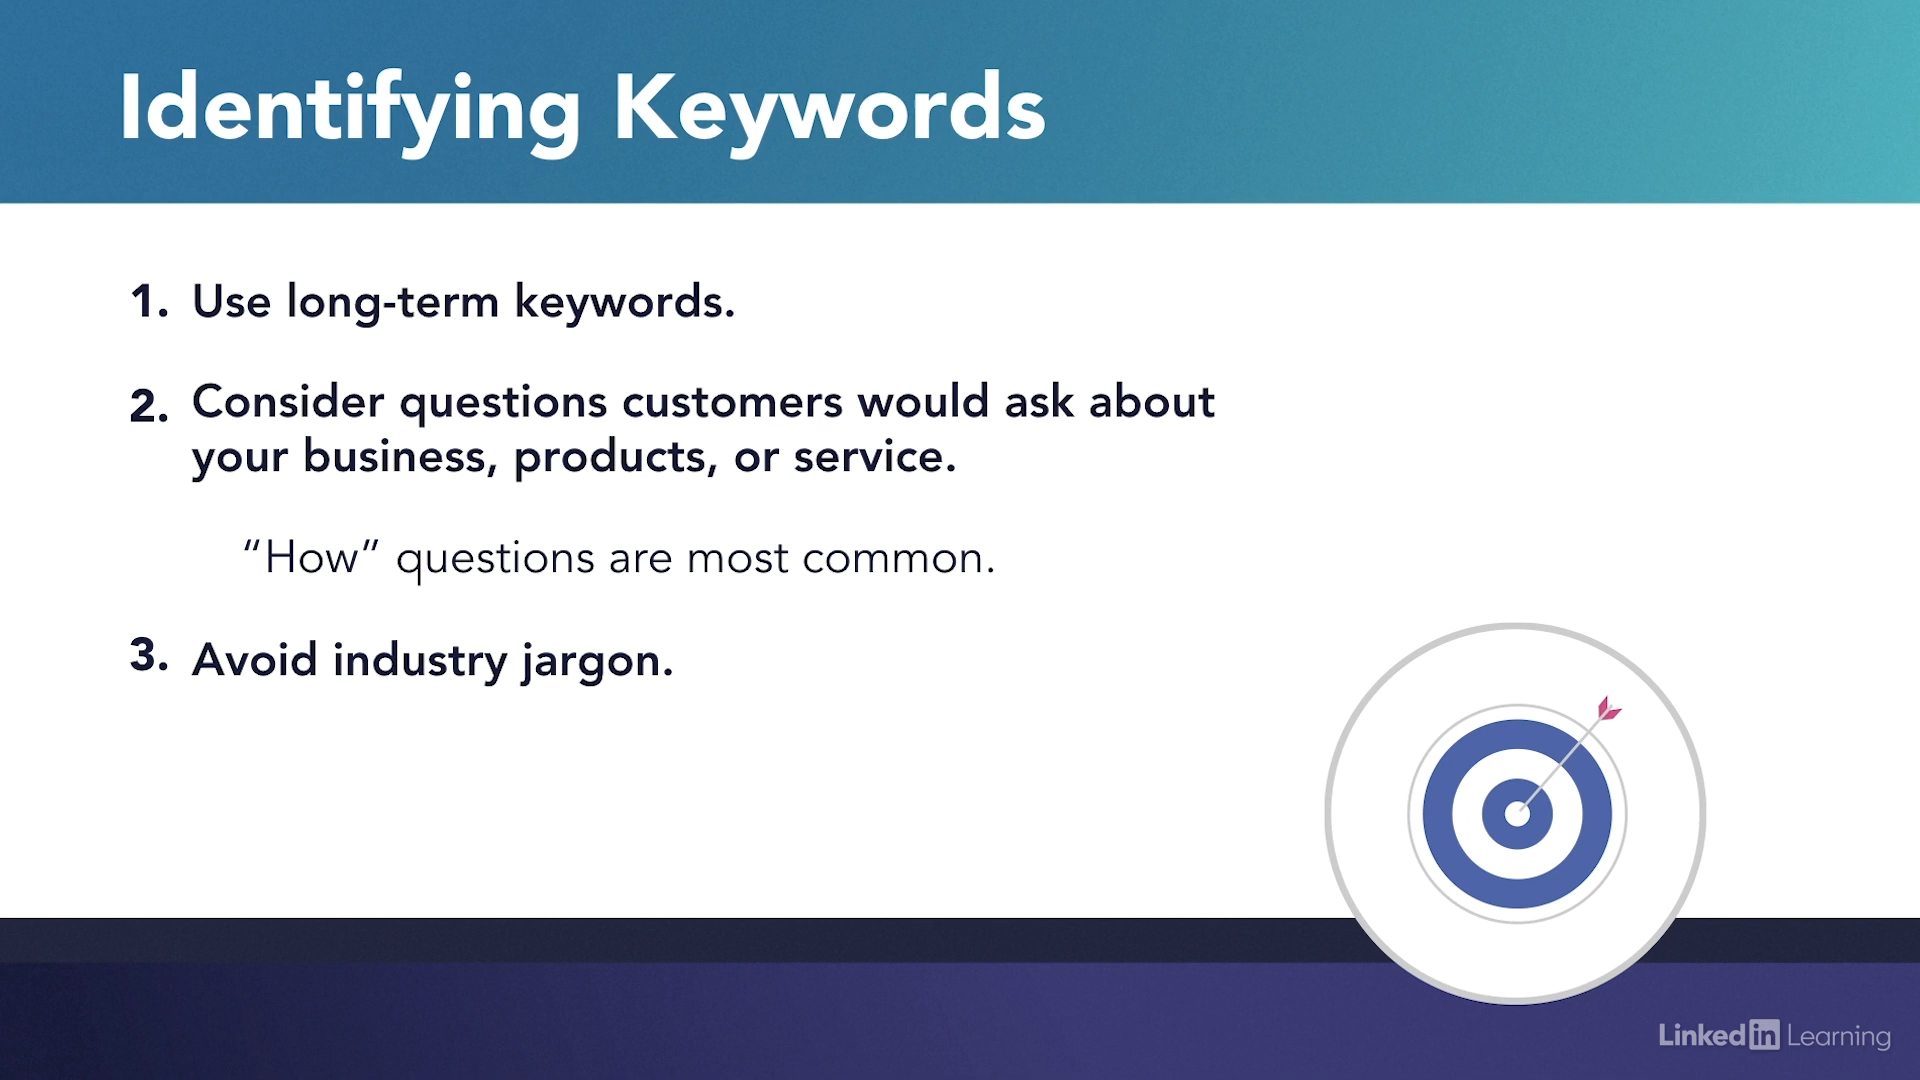 Identifying Keywords
1. Use long-term keywords.
2. Consider questions customers would ask about
your business, products, or service.
“How” questions are most common.
3. Avoid industry jargon.
Linked in Learning